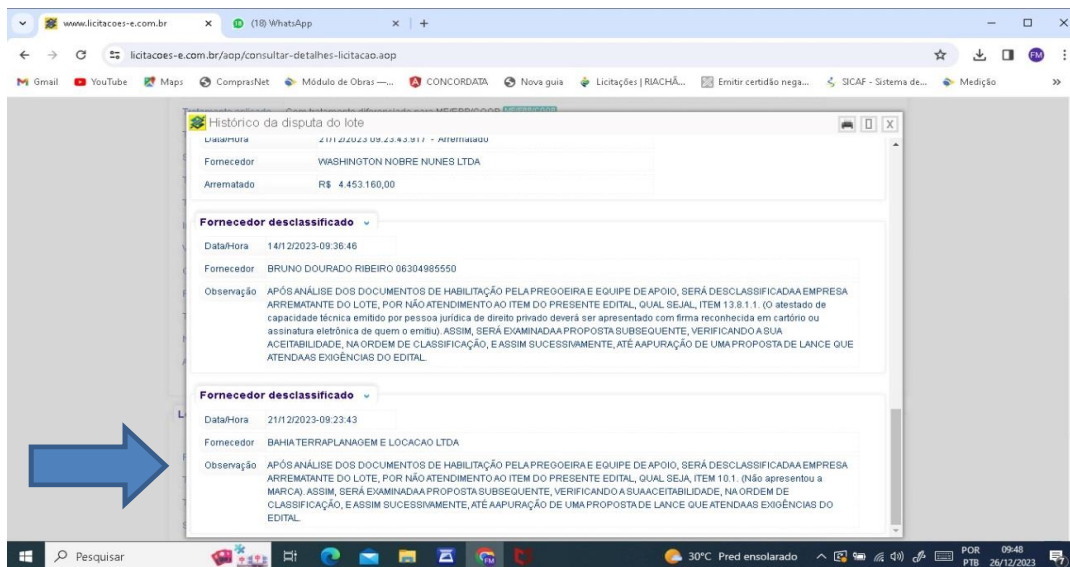 www.licitacoes-e.com.br
(18) WhatsApp
licitacoes-e.com.br/aop/consultar-detalhes-licitacao.aop
FM
Gmail YouTube Maps ComprasNet Módulo de Obras —... CONCORDATA Nova guia Licitações | RIACHÃ... Emitir certidão nega... SICAF - Sistema de... Medição
Histórico da disputa do lote
Data/Hora 21/12/2023 09:23:43:917 - Arrematado
Fornecedor WASHINGTON NOBRE NUNES LTDA
Arrematado R$ 4.453.160,00
Fornecedor desclassificado
Data/Hora 14/12/2023-09:36:46
Fornecedor BRUNO DOURADO RIBEIRO 06304985550
Observação APÓS ANÁLISE DOS DOCUMENTOS DE HABILITAÇÃO PELA PREGOEIRA E EQUIPE DE APOIO, SERÁ DESCLASSIFICADA A EMPRESA
ARREMATANTE DO LOTE, POR NÃO ATENDIMENTO AO ITEM DO PRESENTE EDITAL, QUAL SEJAL, ITEM 13.8.1.1. (O atestado de
capacidade técnica emitido por pessoa jurídica de direito privado deverá ser apresentado com firma reconhecida em cartório ou
assinatura eletrônica de quem o emitiu). ASSIM, SERÁ EXAMINADA A PROPOSTA SUBSEQUENTE, VERIFICANDO A SUA
ACEITABILIDADE, NA ORDEM DE CLASSIFICAÇÃO, E ASSIM SUCESSIVAMENTE, ATÉ A APURAÇÃO DE UMA PROPOSTA DE LANCE QUE
ATENDA AS EXIGÊNCIAS DO EDITAL.
Fornecedor desclassificado
Data/Hora 21/12/2023-09:23:43
Fornecedor BAHIA TERRAPLANAGEM E LOCACAO LTDA
Observação APÓS ANÁLISE DOS DOCUMENTOS DE HABILITAÇÃO PELA PREGOEIRA E EQUIPE DE APOIO, SERÁ DESCLASSIFICADA A EMPRESA
ARREMATANTE DO LOTE, POR NÃO ATENDIMENTO AO ITEM DO PRESENTE EDITAL, QUAL SEJA, ITEM 10.1. (Não apresentou a
MARCA). ASSIM, SERÁ EXAMINADA A PROPOSTA SUBSEQUENTE, VERIFICANDO A SUA ACEITABILIDADE, NA ORDEM DE
CLASSIFICAÇÃO, E ASSIM SUCESSIVAMENTE, ATÉ A APURAÇÃO DE UMA PROPOSTA DE LANCE QUE ATENDA AS EXIGÊNCIAS DO
EDITAL.
Pesquisar 30°C Pred ensolarado POR 09:48
PTB 26/12/2023